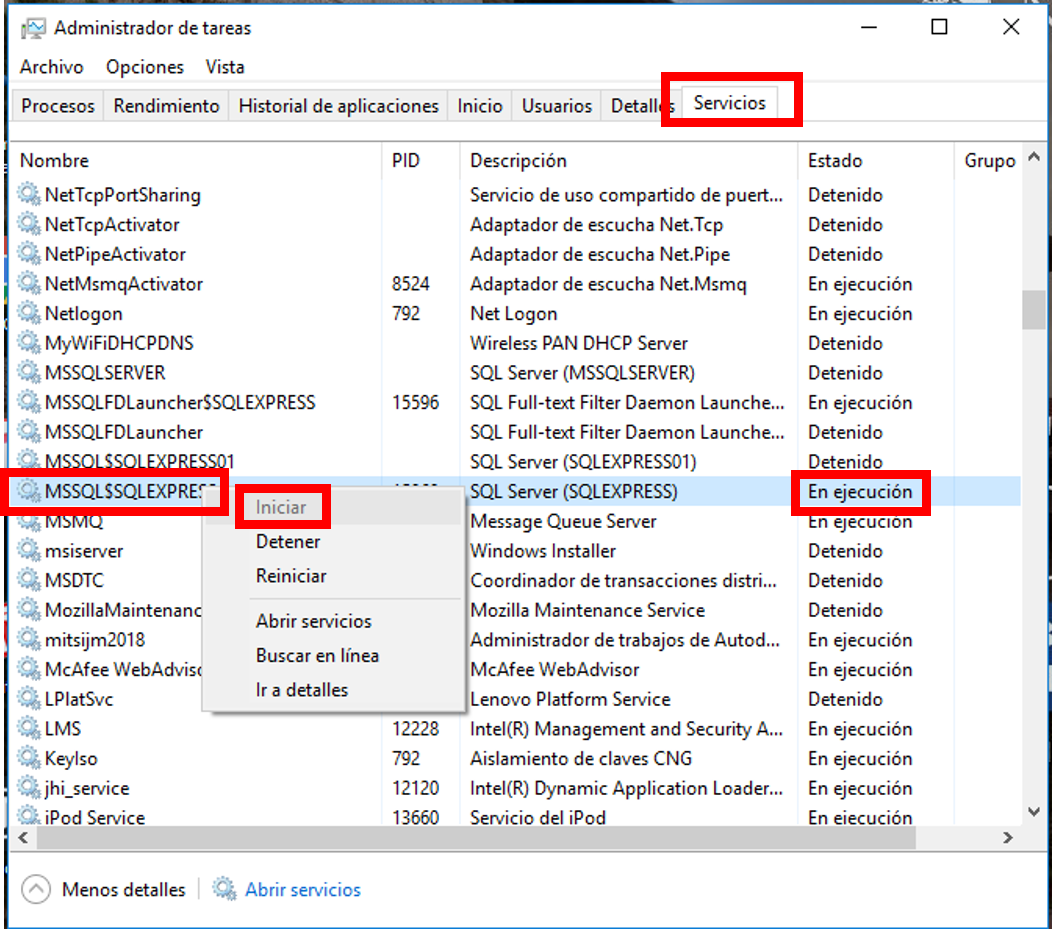 Administrador de tareas
Archivo Opciones Vista
Procesos Rendimiento Historial de aplicaciones Inicio Usuarios Detalles Servicios
Nombre PID Descripción Estado Grupo
NetTcpPortSharing Servicio de uso compartido de puert... Detenido
NetTcpActivator Adaptador de escucha Net.Tcp Detenido
NetPipeActivator Adaptador de escucha Net.Pipe Detenido
NetMsmqActivator 8524 Adaptador de escucha Net.Msmq En ejecución
Netlogon 792 Net Logon En ejecución
MyWiFiDHCPDNS Wireless PAN DHCP Server Detenido
MSSQLSERVER SQL Server (MSSQLSERVER) Detenido
MSSQLFDLauncher$SQLEXPRESS 15596 SQL Full-text Filter Daemon Launche... En ejecución
MSSQLFDLauncher SQL Full-text Filter Daemon Launche... Detenido
MSSQL$SQLEXPRESS01 SQL Server (SQLEXPRESS01) Detenido
MSSQL$SQLEXPRESS SQL Server (SQLEXPRESS) En ejecución
Iniciar
MSMQ Message Queue Server En ejecución
Detener
msiserver Windows Installer Detenido
Reiniciar
MSDTC Coordinador de transacciones distri... Detenido
MozillaMaintenanc Mozilla Maintenance Service Detenido
Abrir servicios
mitsijm2018 Administrador de trabajos de Autod... En ejecución
Buscar en línea
McAfee WebAdviso McAfee WebAdvisor En ejecución
Ir a detalles
LPlatSvc Lenovo Platform Service Detenido
LMS 12228 Intel(R) Management and Security A... En ejecución
KeyIso 792 Aislamiento de claves CNG En ejecución
jhi_service 12120 Intel(R) Dynamic Application Loader... En ejecución
iPod Service 13660 Servicio del iPod En ejecución
Menos detalles Abrir servicios